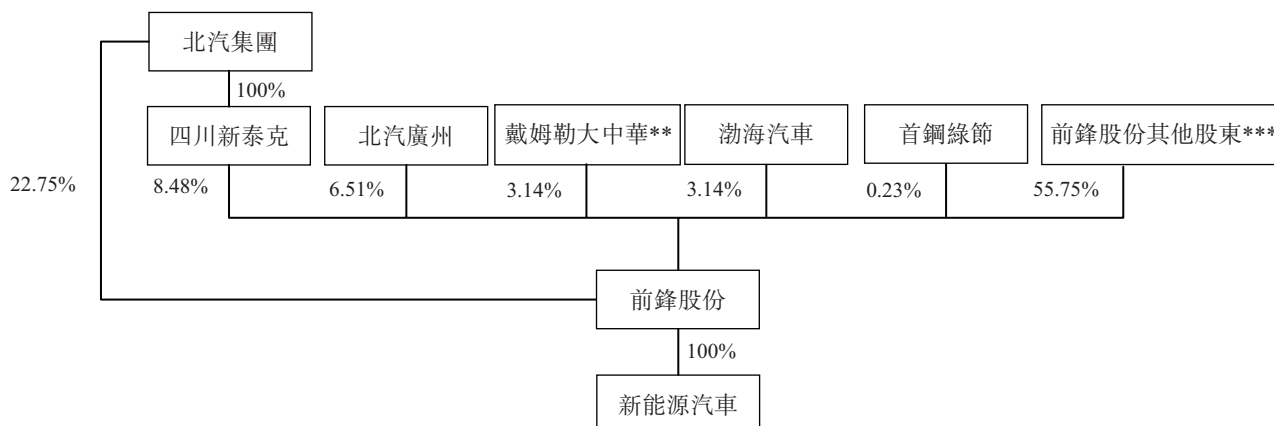 北汽集團
100%
四川新泰克
北汽廣州
戴姆勒大中華**
渤海汽車
首鋼綠節
前鋒股份其他股東***
22.75%
8.48%
6.51%
3.14%
3.14%
0.23%
55.75%
前鋒股份
100%
新能源汽車